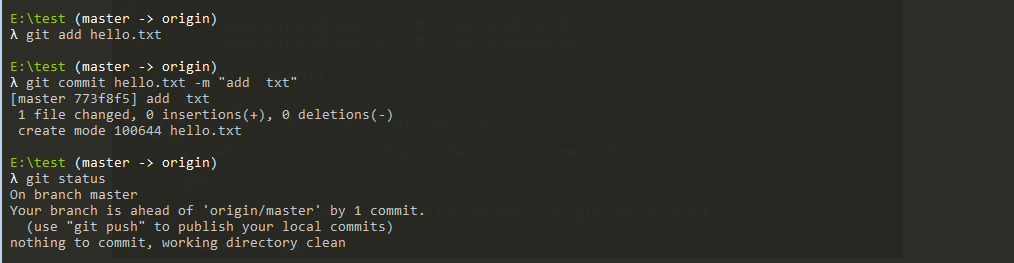 E:\test (master -> origin)
λ git add hello.txt
E:\test (master -> origin)
λ git commit hello.txt -m "add  txt"
[master 773f8f5] add  txt
 1 file changed, 0 insertions(+), 0 deletions(-)
 create mode 100644 hello.txt
E:\test (master -> origin)
λ git status
On branch master
Your branch is ahead of 'origin/master' by 1 commit.
  (use "git push" to publish your local commits)
nothing to commit, working directory clean